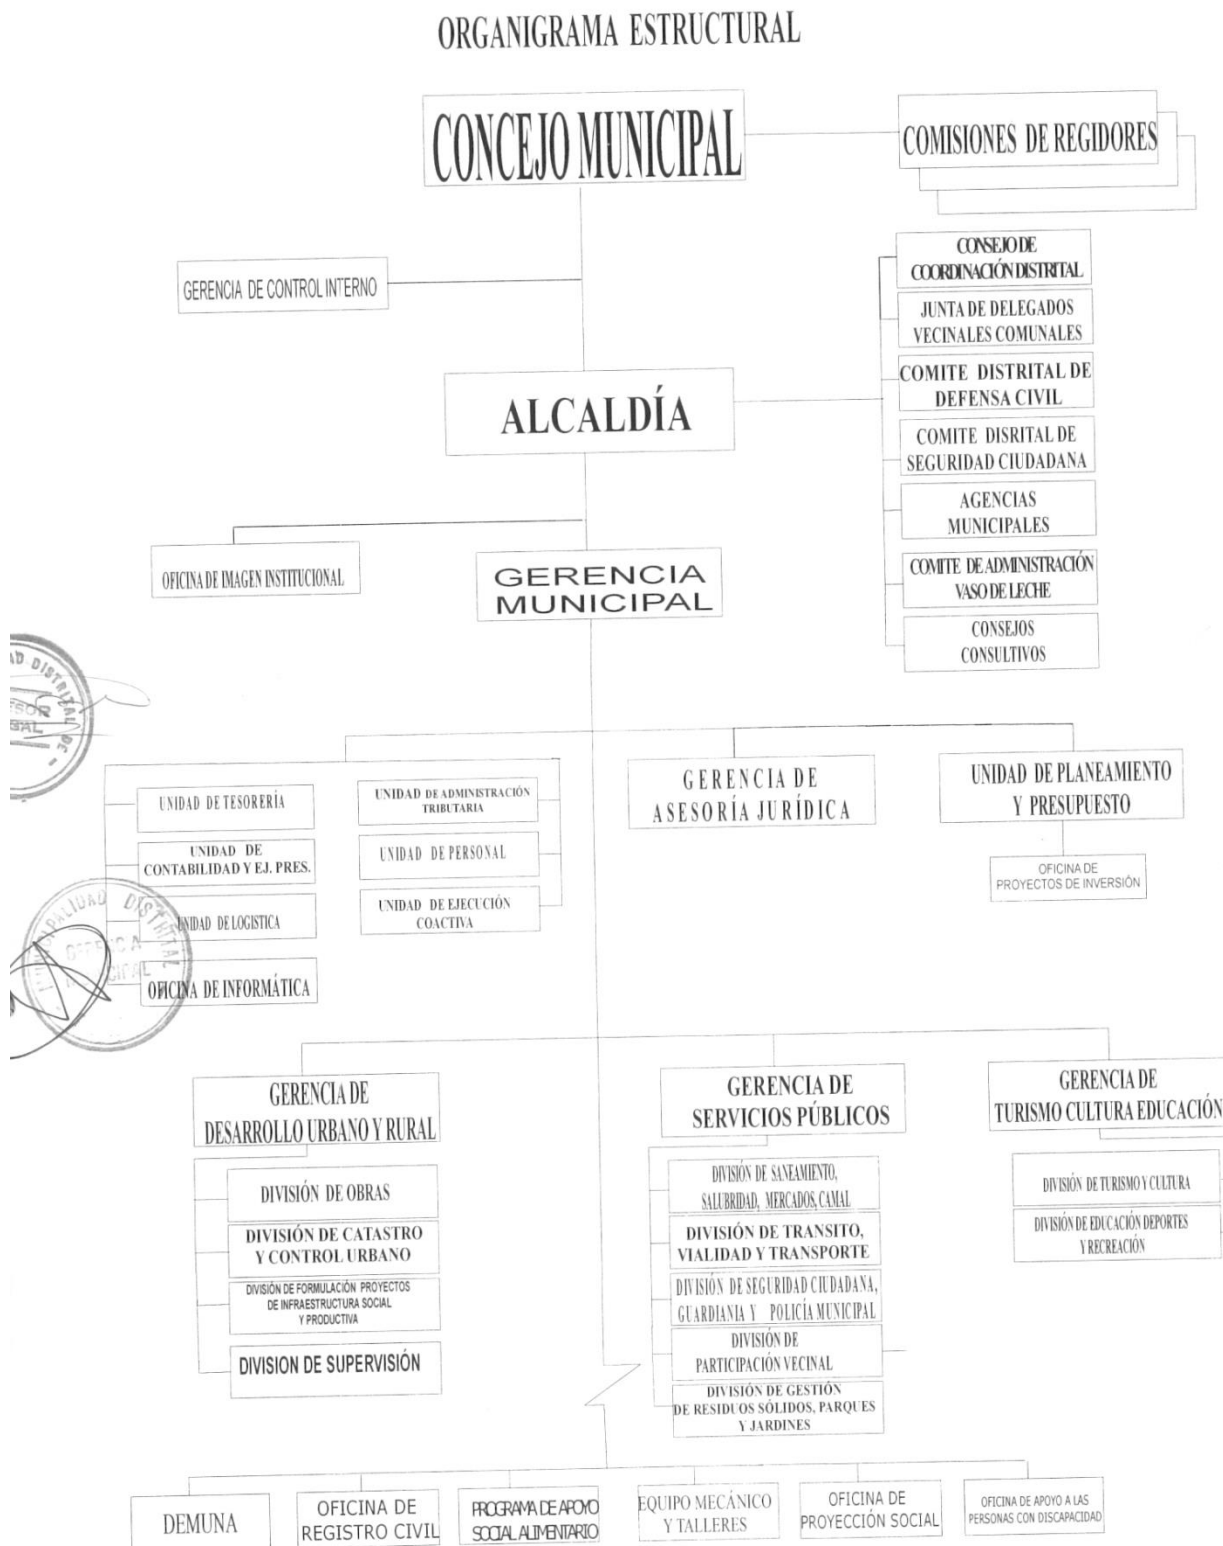 ORGANIGRAMA ESTRUCTURAL
CONCEJO MUNICIPAL
COMISIONES DE REGIDORES
GERENCIA DE CONTROL INTERNO
CONSEJO DE
COORDINACIÓN DISTRITAL
JUNTA DE DELEGADOS
VECINALES COMUNALES
COMITE DISTRITAL DE
DEFENSA CIVIL
COMITE DISRITAL DE
SEGURIDAD CIUDADANA
AGENCIAS
MUNICIPALES
COMITE DE ADMINISTRACIÓN
VASO DE LECHE
CONSEJOS
CONSULTIVOS
ALCALDÍA
OFICINA DE IMAGEN INSTITUCIONAL
GERENCIA
MUNICIPAL
AD DISTRITAL DE -
SOR
GAL
UNIDAD DE TESORERÍA
UNIDAD DE
CONTABILIDAD Y EJ. PRES.
UNIDAD DE LOGISTICA
OFICINA DE INFORMÁTICA
MUNICIPALIDAD DISTRITAL
GERENCIA
UNIDAD DE ADMINISTRACIÓN
TRIBUTARIA
UNIDAD DE PERSONAL
UNIDAD DE EJECUCIÓN
COACTIVA
GERENCIA DE
ASESORÍA JURÍDICA
UNIDAD DE PLANEAMIENTO
Y PRESUPUESTO
OFICINA DE
PROYECTOS DE INVERSIÓN
GERENCIA DE
DESARROLLO URBANO Y RURAL
DIVISIÓN DE OBRAS
DIVISIÓN DE CATASTRO
Y CONTROL URBANO
DIVISIÓN DE FORMULACIÓN PROYECTOS
DE INFRAESTRUCTURA SOCIAL
Y PRODUCTIVA
DIVISION DE SUPERVISIÓN
GERENCIA DE
SERVICIOS PÚBLICOS
DIVISIÓN DE SANEAMIENTO,
SALUBRIDAD, MERCADOS, CAMAL
DIVISIÓN DE TRANSITO,
VIALIDAD Y TRANSPORTE
DIVISIÓN DE SEGURIDAD CIUDADANA,
GUARDIANIA Y POLICÍA MUNICIPAL
DIVISIÓN DE
PARTICIPACIÓN VECINAL
DIVISIÓN DE GESTIÓN
DE RESIDUOS SÓLIDOS, PARQUES
Y JARDINES
GERENCIA DE
TURISMO CULTURA EDUCACIÓN
DIVISIÓN DE TURISMO Y CULTURA
DIVISIÓN DE EDUCACIÓN DEPORTES
Y RECREACIÓN
DEMUNA
OFICINA DE
REGISTRO CIVIL
PROGRAMA DE APOYO
SOCIAL ALIMENTARIO
EQUIPO MECÁNICO
Y TALLERES
OFICINA DE
PROYECCIÓN SOCIAL
OFICINA DE APOYO A LAS
PERSONAS CON DISCAPACIDAD